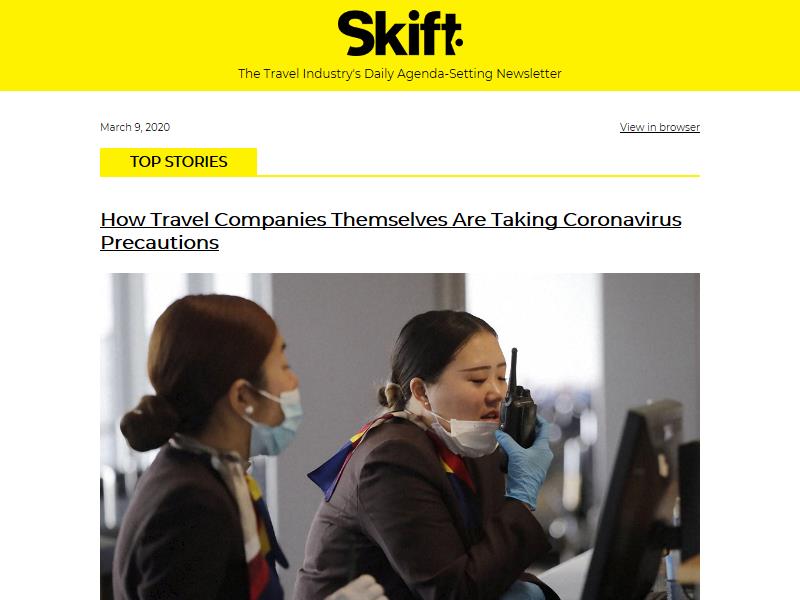 Skift
The Travel Industry's Daily Agenda-Setting Newsletter
March 9, 2020
View in browser
TOP STORIES
How Travel Companies Themselves Are Taking Coronavirus
Precautions